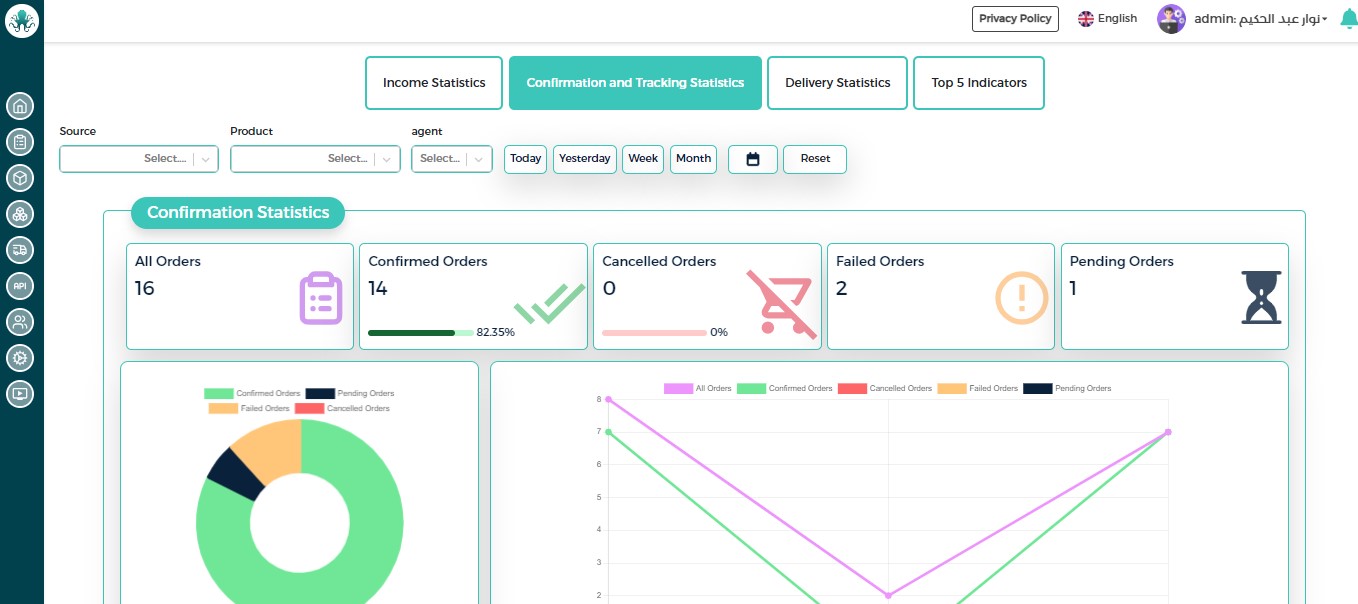 Privacy Policy
English
admin: نوار عبد الحكيم
Income Statistics
Confirmation and Tracking Statistics
Delivery Statistics
Top 5 Indicators
Source
Product
agent
Select...
Select...
Select...
Today
Yesterday
Week
Month
Reset
API
Confirmation Statistics
All Orders
16
Confirmed Orders
14
82.35%
Cancelled Orders
0
0%
Failed Orders
2
Pending Orders
1
Confirmed Orders
Pending Orders
Failed Orders
Cancelled Orders
All Orders
Confirmed Orders
Cancelled Orders
Failed Orders
Pending Orders
8
7
6
5
4
3
2